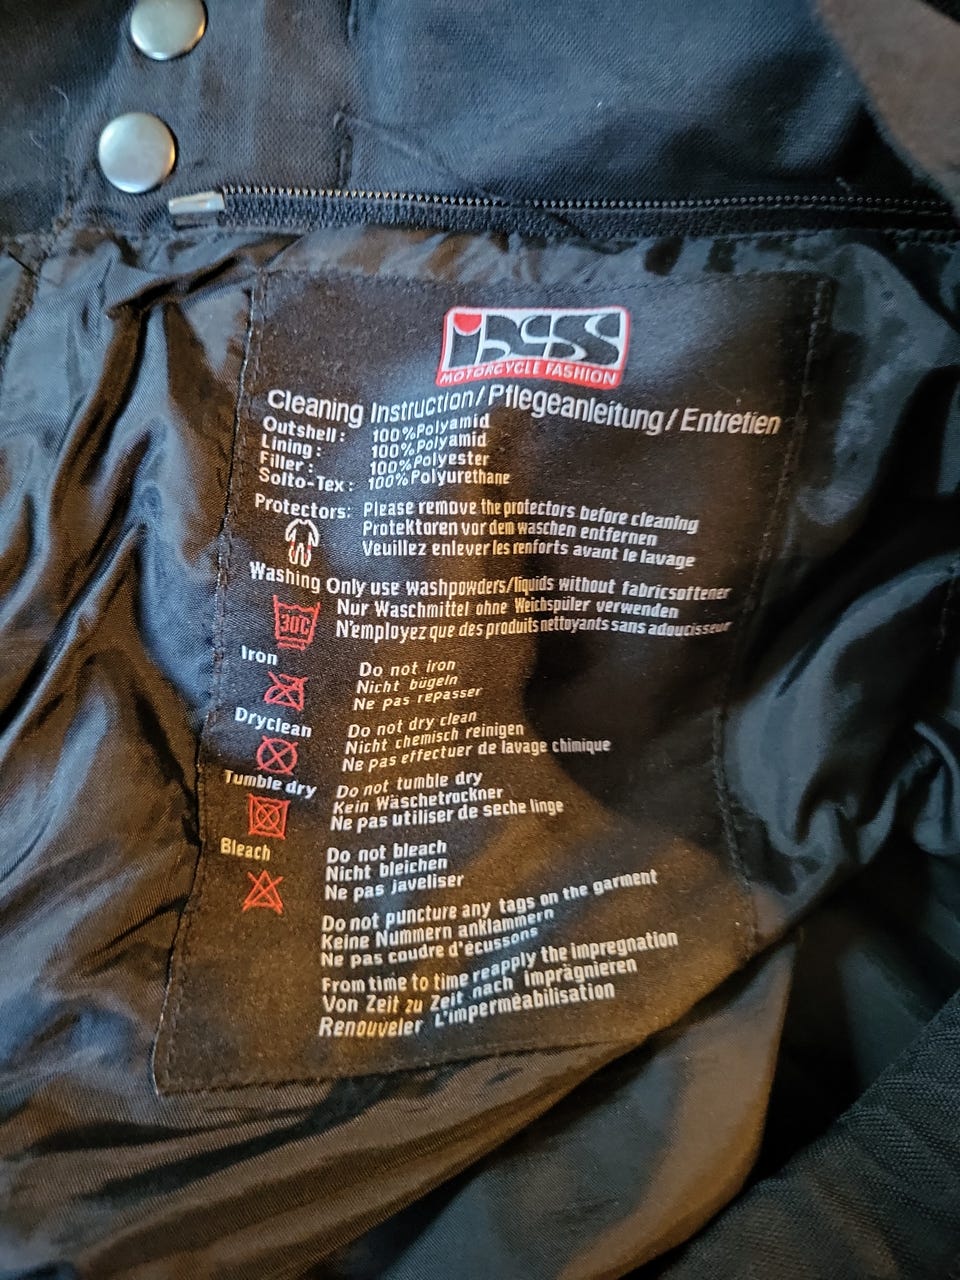 iXS
MOTORCYCLE FASHION
Cleaning Instruction/Pflegeanleitung/Entretien
Outshell: 100%Polyamid
Lining: 100%Polyamid
Filler: 100%Polyester
Solto-Tex: 100%Polyurethane
Protectors: Please remove the protectors before cleaning
Protektoren vor dem waschen entfernen
Veuillez enlever les renforts avant le lavage
Washing Only use washpowders/liquids without fabricsoftener
30C Nur Waschmittel ohne Weichspüler verwenden
N'employez que des produits nettoyants sans adoucisseur
Iron Do not iron
Nicht bügeln
Ne pas repasser
Dryclean Do not dry clean
Nicht chemisch reinigen
Ne pas effectuer de lavage chimique
Tumble dry Do not tumble dry
Kein Wäschetrockner
Ne pas utiliser de seche linge
Bleach Do not bleach
Nicht bleichen
Ne pas javeliser
Do not puncture any tags on the garment
Keine Nummern anklammern
Ne pas coudre d'écussons
From time to time reapply the impregnation
Von Zeit zu Zeit nach imprägnieren
Renouveler L'imperméabilisation